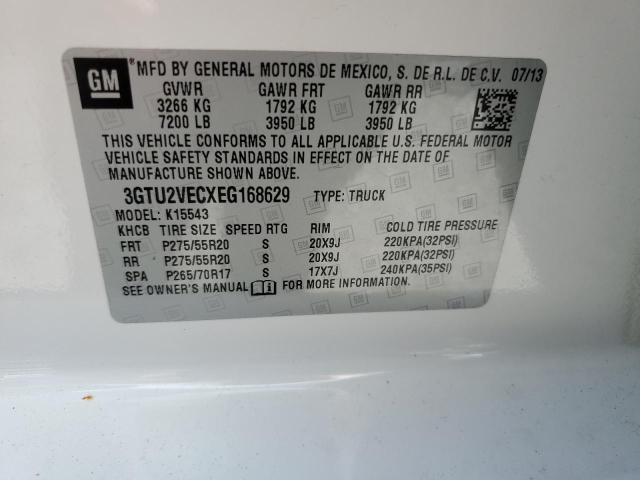 GM ® MFD BY GENERAL MOTORS DE MEXICO, S. DE R.L. DE C.V. 07/13
GVWR GAWR FRT GAWR RR
3266 KG 1792 KG 1792 KG
7200 LB 3950 LB 3950 LB
THIS VEHICLE CONFORMS TO ALL APPLICABLE U.S. FEDERAL MOTOR
VEHICLE SAFETY STANDARDS IN EFFECT ON THE DATE OF
MANUFACTURE SHOWN ABOVE.
3GTU2VECXEG168629 TYPE: TRUCK
MODEL: K15543
KHCB TIRE SIZE SPEED RTG RIM COLD TIRE PRESSURE
FRT P275/55R20 S 20X9J 220KPA(32PSI)
RR P275/55R20 S 20X9J 220KPA(32PSI)
SPA P265/70R17 S 17X7J 240KPA(35PSI)
SEE OWNER'S MANUAL FOR MORE INFORMATION.